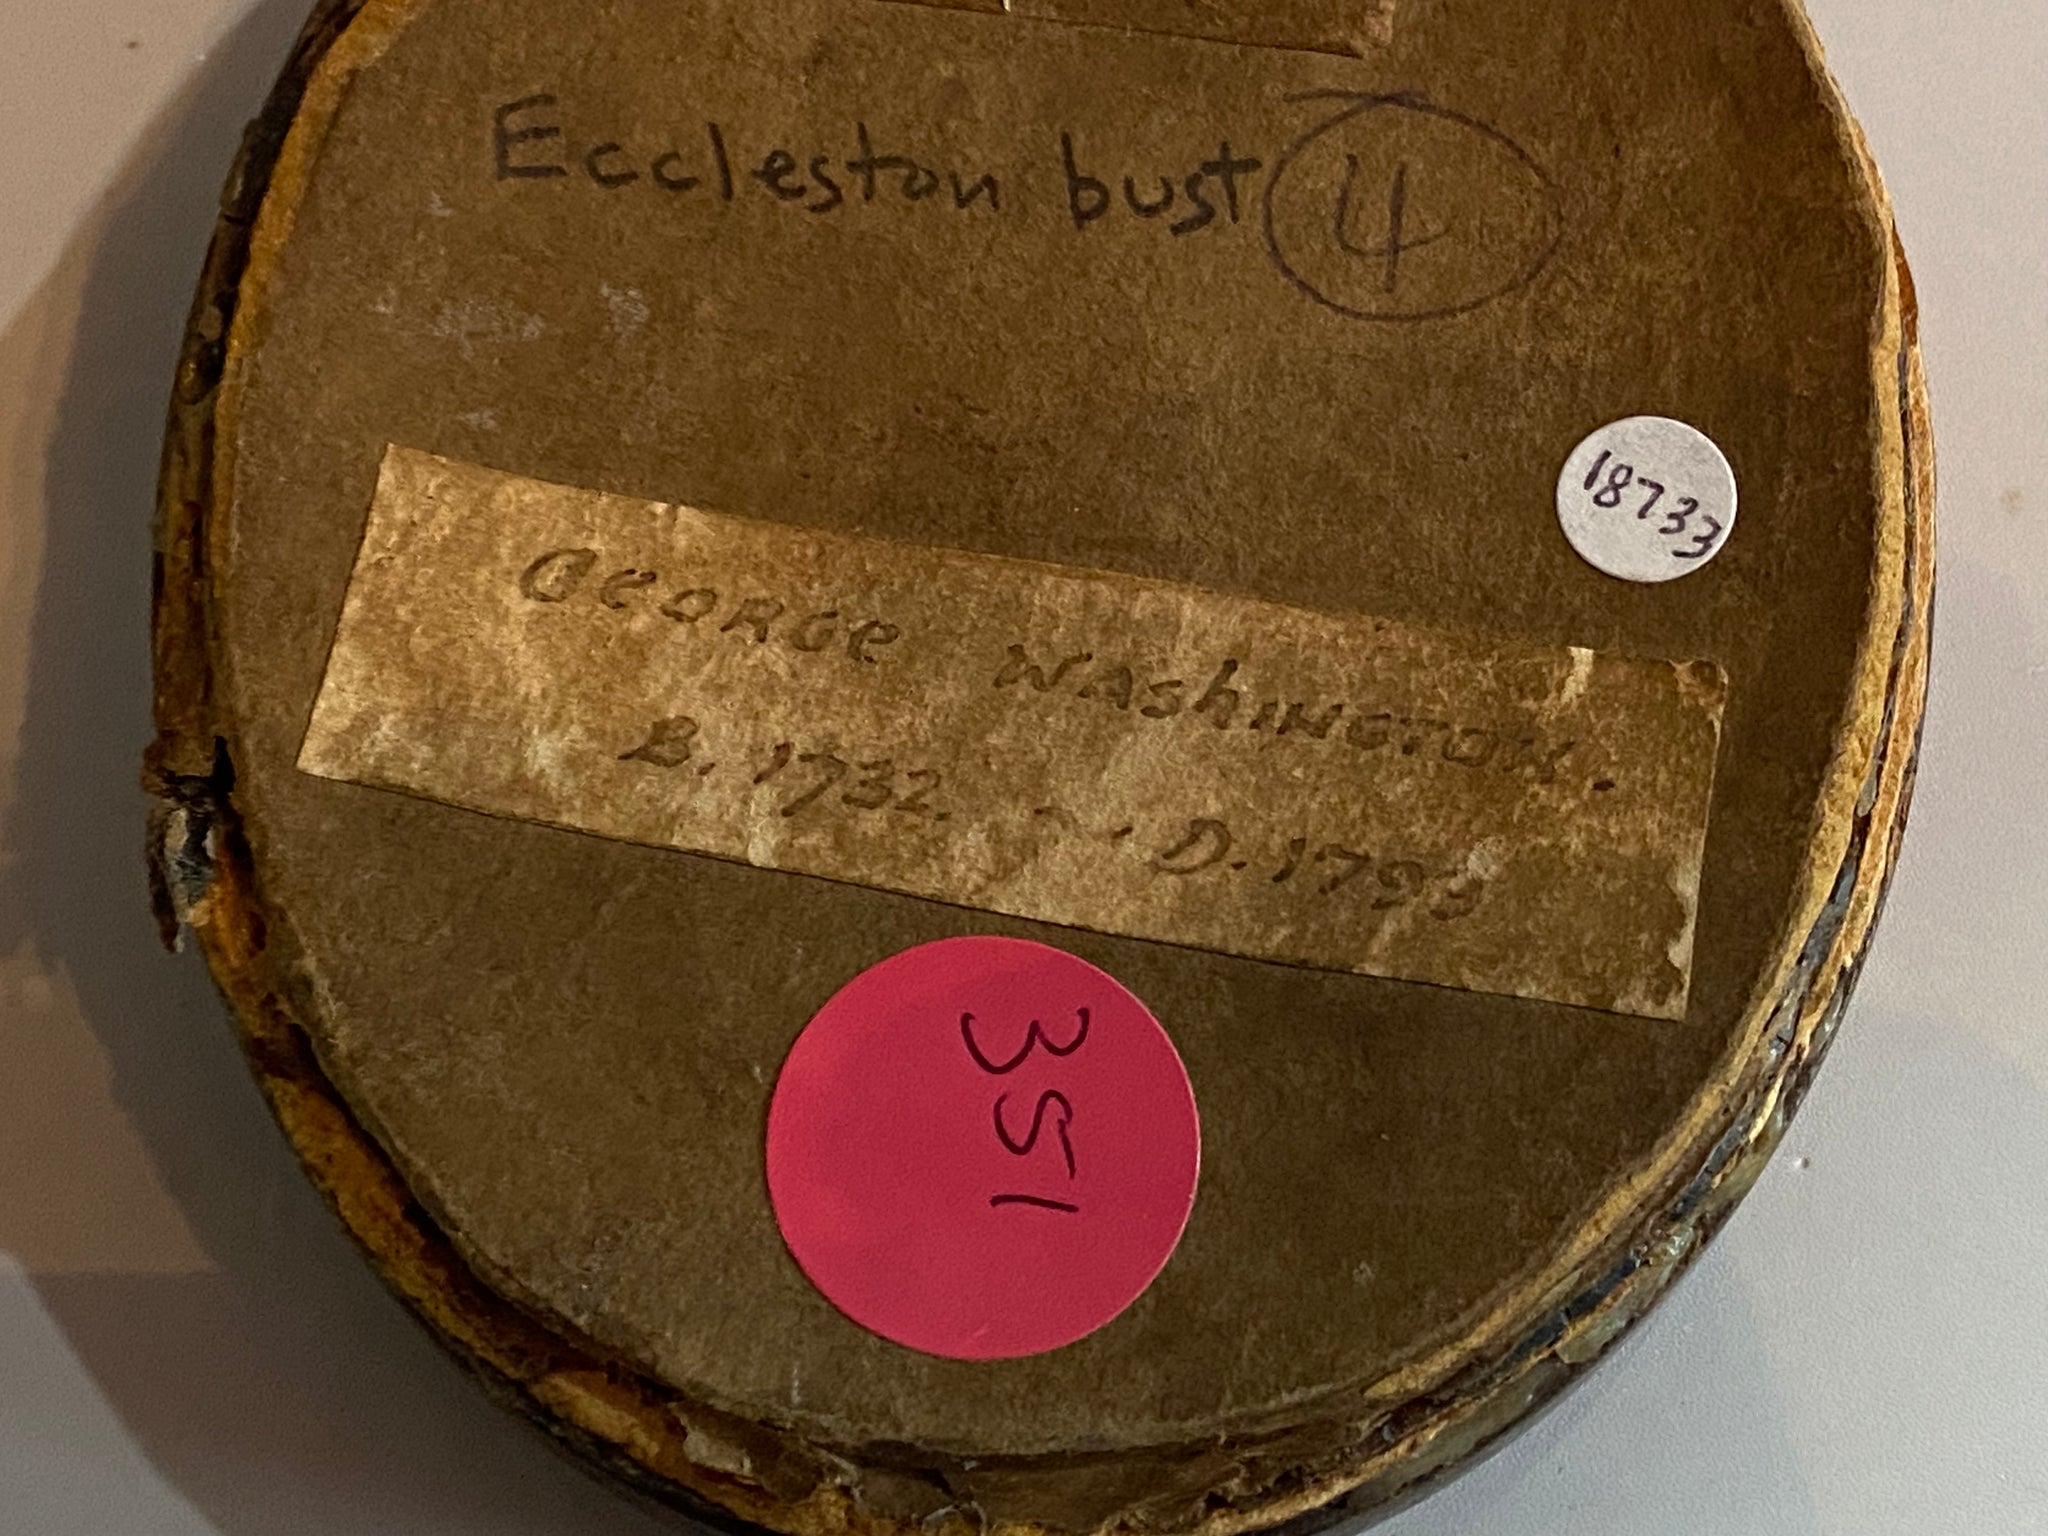 Eccleston bust 4
18733
George Washington.
B. 1732. ~. D. 1799
351